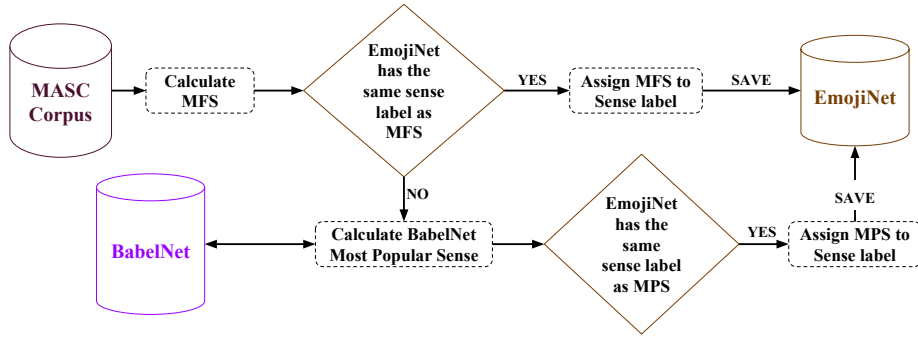 MASC
Corpus
Calculate
MFS
EmojiNet
has the
same sense
label as
MFS
YES
Assign MFS to
Sense label
SAVE
EmojiNet
NO
BabelNet
Calculate BabelNet
Most Popular Sense
EmojiNet
has the
same
sense label
as MPS
YES
Assign MPS to
Sense label
SAVE